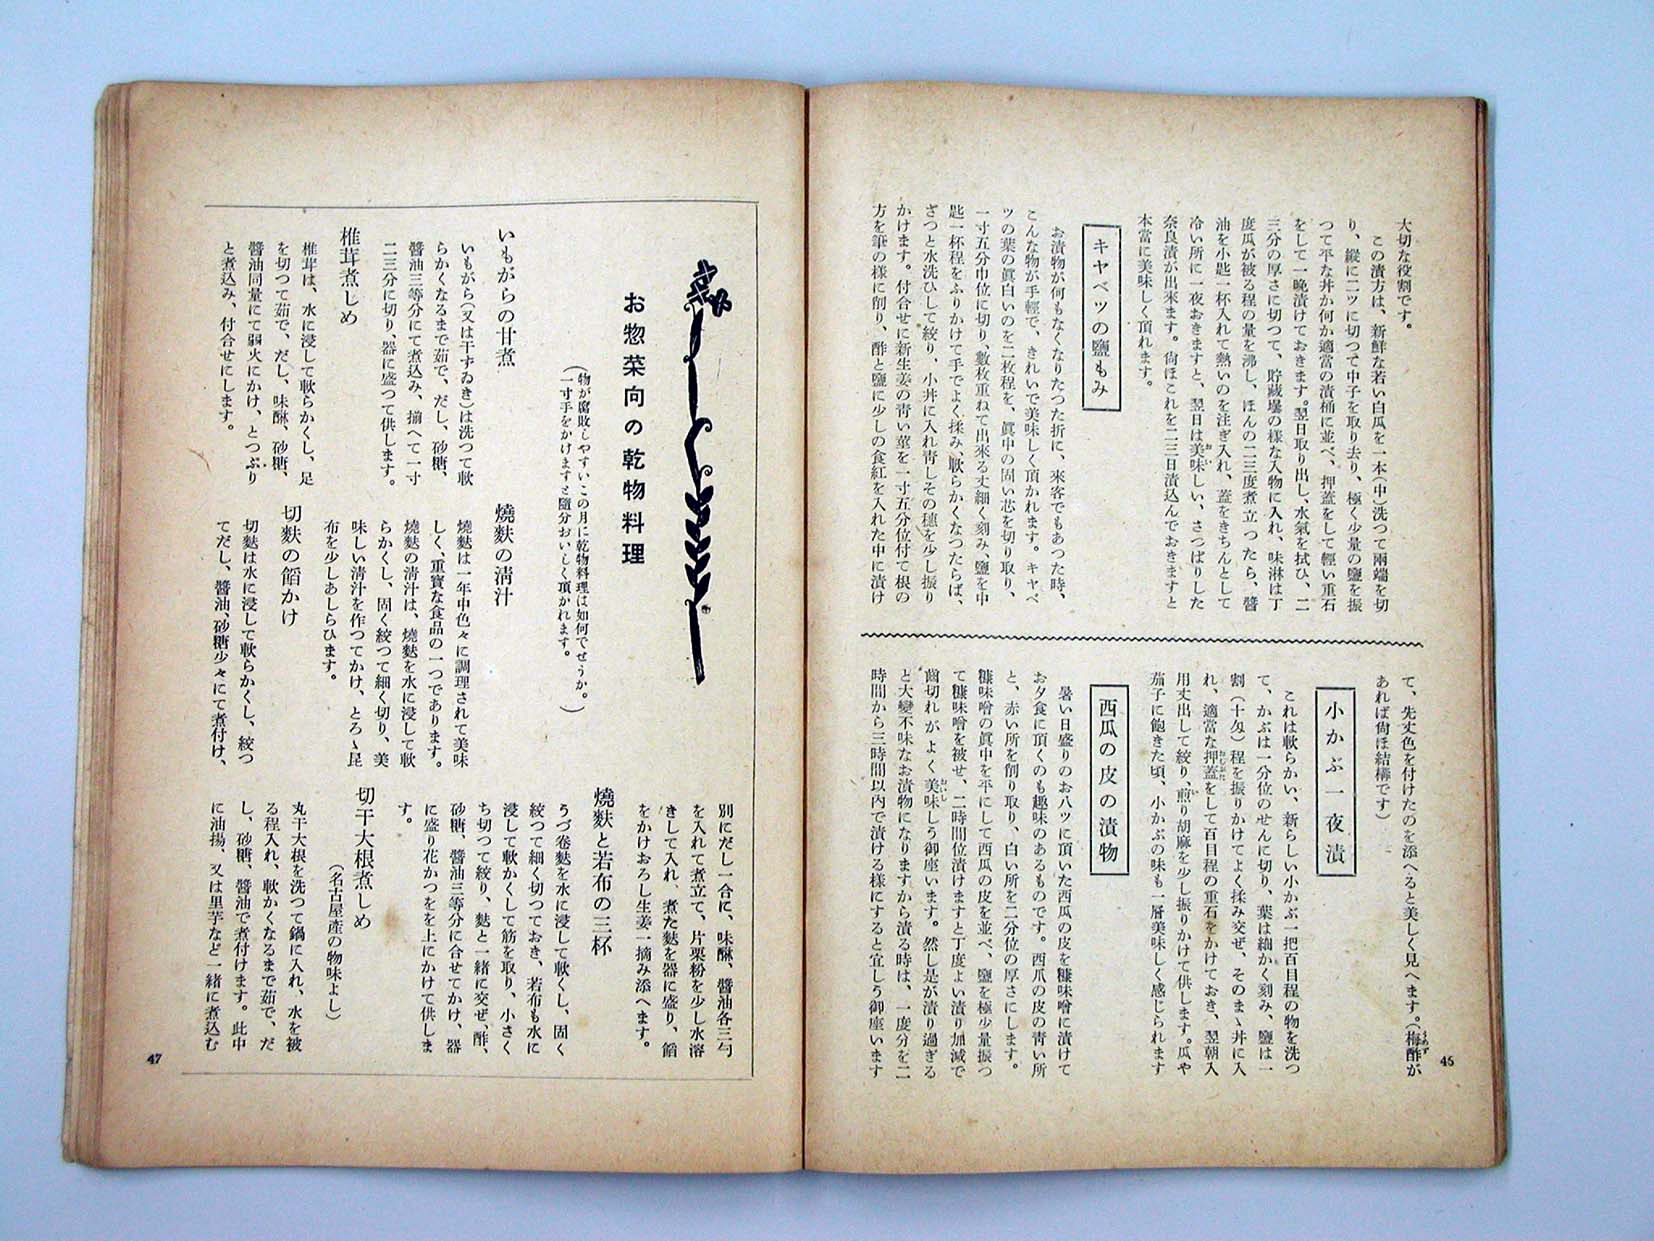 大切な役割です。
この漬方は、新鮮な若い白瓜を一本(中)洗つて兩端を切
り、縱に二ツに切つて中子を取り去り、極く少量の鹽を振
つて平な丼か何か適當の漬桶に並べ、押蓋をして輕い重石
をして一晩漬けておきます。翌日取り出し、水氣を拭ひ、二
三分の厚さに切つて、貯藏壜の樣な入物に入れ、味淋は丁
度瓜が被る程の量を沸し、ほんの二三度煮立つたら、醬
油を小匙一杯入れて熱いのを注ぎ入れ、蓋をきちんとして
冷い所に一夜おきますと、翌日は美味しい、さつぱりした
奈良漬が出來ます。尙ほこれを二三日漬込んでおきますと
本當に美味しく頂れます。
キヤベツの鹽もみ
お漬物が何もなくなりたつた折に、來客でもあつた時、
こんな物が手輕で、きれいで美味しく頂かれます。キャベ
ツの葉の眞白いのを二枚程を、眞中の固い芯を切り取り、
一寸五分巾位に切り、數枚重ねて出來る丈細く刻み、鹽を中
匙一杯程をふりかけて手でよく揉み、軟らかくなつたらば、
ざつと水洗ひして絞り、小丼に入れ靑しその穗を少し振り
かけます。付合せに新生姜の靑い莖を一寸五分位付て根の
方を筆の樣に削り、酢と鹽に少しの食紅を入れた中に漬け
て、先丈色を付けたのを添へると美しく見へます。(梅酢が
あれば尙ほ結構です)
小かぶ一夜漬
これは軟らかい、新らしい小かぶ一把百目程の物を洗つ
て、かぶは一分位のせんに切り、葉は細かく刻み、鹽は一
割(十匁)程を振りかけてよく揉み交ぜ、そのまゝ丼に入
れ、適當な押蓋をして百目程の重石をかけておき、翌朝入
用丈出して絞り、煎り胡麻を少し振りかけて供します。瓜や
茄子に飽きた頃、小かぶの味も一層美味しく感じられます
西瓜の皮の漬物
暑い日盛りのお八ツに頂いた西瓜の皮を糠味噌に漬けて
お夕食に頂くのも趣味のあるものです。西瓜の皮の靑い所
と、赤い所を削り取り、白い所を二分位の厚さにします。
糠味噌の眞中を平にして西瓜の皮を並べ、鹽を極少量振つ
て糠味噌を被せ、二時間位漬けますと丁度よい漬り加減で
齒切れがよく美味しう御座います。然し是が漬り過ぎる
と大變不味なお漬物になりますから漬る時は、一度分を二
時間から三時間以內で漬ける樣にすると宜しう御座います
46
お惣菜向の乾物料理
(物が腐敗しやすいこの月に乾物料理は如何でせうか。
一寸手をかけますと隨分おいしく頂かれます。)
いもがらの甘煮
いもがら(又は干ずゐき)は洗つて軟
らかくなるまで茹で、だし、砂糖、
醬油三等分にて煮込み、揃へて一寸
二三分に切り、器に盛つて供します。
椎茸煮しめ
椎茸は、水に浸して軟らかくし、足
を切つて茹で、だし、味醂、砂糖、
醬油同量にて弱火にかけ、とつぷり
と煮込み、付合せにします。
燒麩の淸汁
燒麩は一年中色々に調理されて美味
しく、重寶な食品の一つであります。
燒麩の淸汁は、燒麩を水に浸して軟
らかくし、固く絞つて細く切り、美
味しい淸汁を作つてかけ、とろゝ昆
布を少しあしらひます。
切麩の餡かけ
切麩は水に浸して軟らかくし、絞つ
てだし、醬油、砂糖少々にて煮付け、
別にだし一合に、味醂、醬油各三勺
を入れて煮立て、片栗粉を少し水溶
きして入れ、煮た麩を器に盛り、餡
をかけおろし生姜一摘み添へます。
燒麩と若布の三杯
うづ卷麩を水に浸して軟くし、固く
絞つて細く切つておき、若布も水に
浸して軟かくして筋を取り、小さく
ち切つて絞り、麩と一緒に交ぜ、酢、
砂糖、醬油三等分に合せてかけ、器
に盛り花かつをを上にかけて供しま
す。
切干大根煮しめ
(名古屋產の物味よし)
丸干大根を洗つて鍋に入れ、水を被
る程入れ、軟かくなるまで茹で、だ
し、砂糖、醬油で煮付けます。此中
に油揚、又は里芋など一緒に煮込む
47